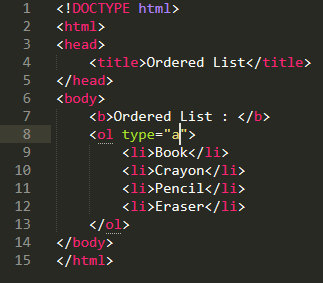 1 <!DOCTYPE html>
2 <html>
3 <head>
4 <title>Ordered List</title>
5 </head>
6 <body>
7 <b>Ordered List : </b>
8 <ol type="a">
9 <li>Book</li>
10 <li>Crayon</li>
11 <li>Pencil</li>
12 <li>Eraser</li>
13 </ol>
14 </body>
15 </html>